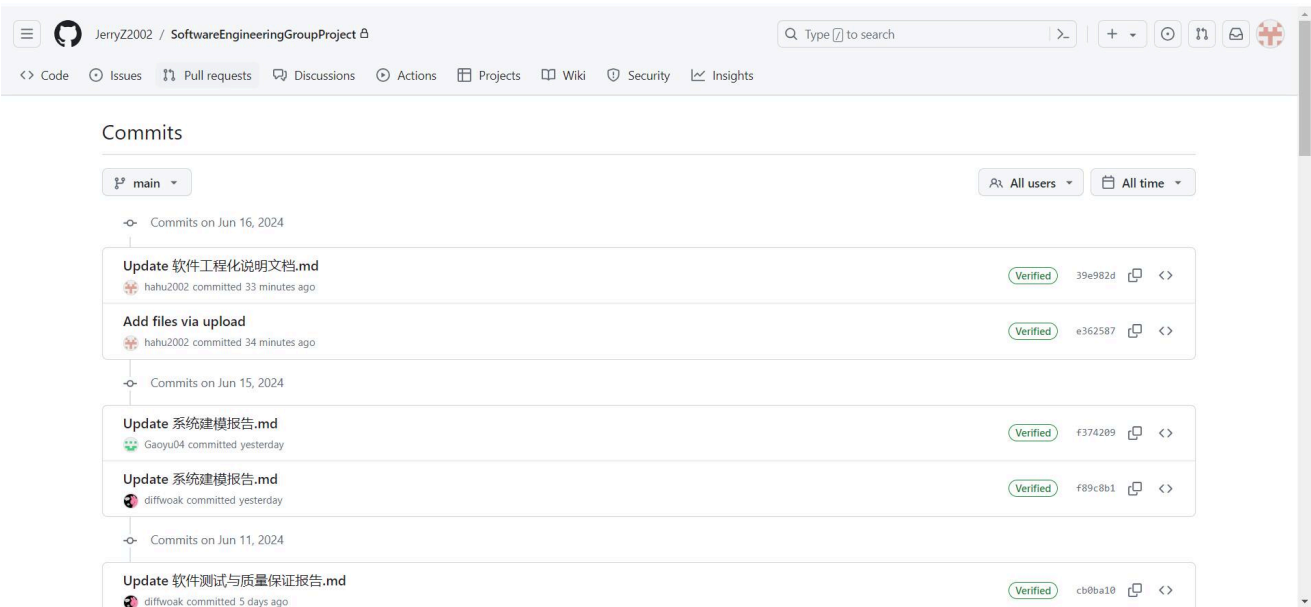 JerryZ2002 / SoftwareEngineeringGroupProject
Type / to search
Code Issues Pull requests Discussions Actions Projects Wiki Security Insights
Commits
main All users All time
Commits on Jun 16, 2024
Update 软件工程化说明文档.md
hahu2002 committed 33 minutes ago
Verified 39e982d
Add files via upload
hahu2002 committed 34 minutes ago
Verified e362587
Commits on Jun 15, 2024
Update 系统建模报告.md
Gaoyu04 committed yesterday
Verified f374209
Update 系统建模报告.md
diffwoak committed yesterday
Verified f89c8b1
Commits on Jun 11, 2024
Update 软件测试与质量保证报告.md
diffwoak committed 5 days ago
Verified cb0ba10